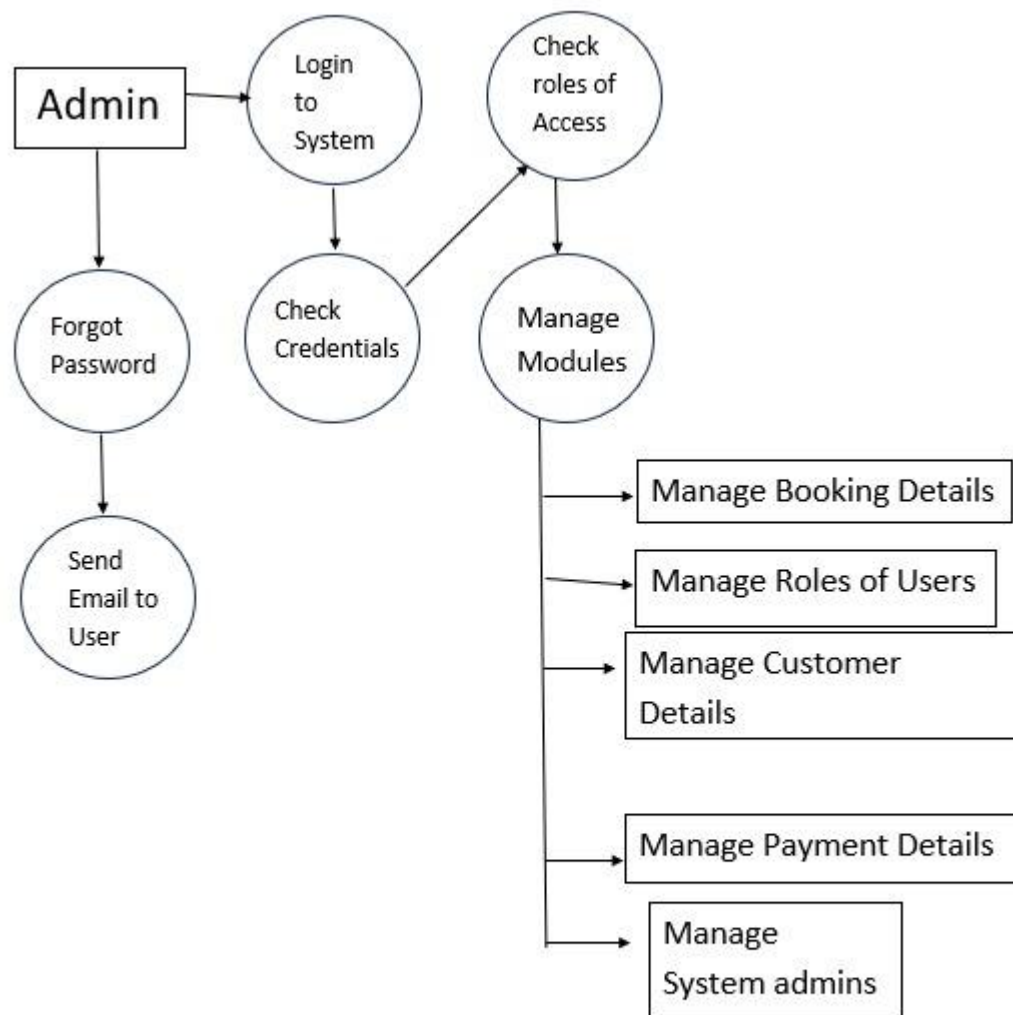 Admin
Login
to
System
Check
roles of
Access
Forgot
Password
Check
Credentials
Manage
Modules
Send
Email to
User
Manage Booking Details
Manage Roles of Users
Manage Customer
Details
Manage Payment Details
Manage
System admins